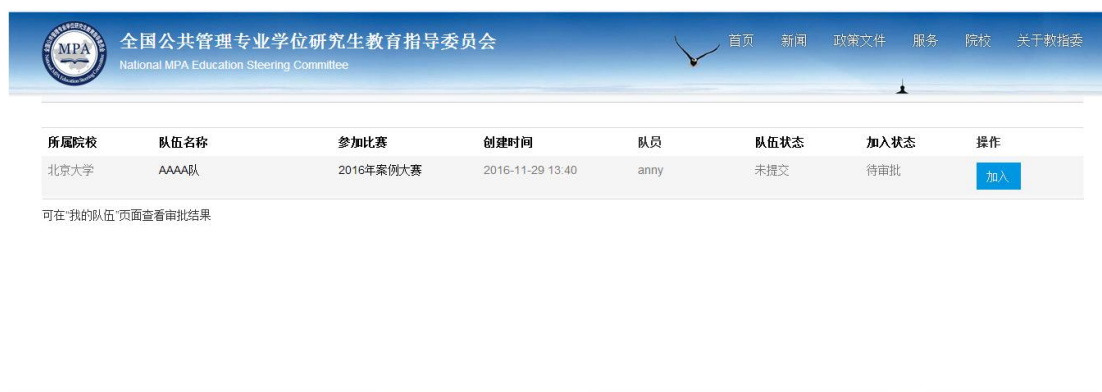 MPA
全国公共管理专业学位研究生教育指导委员会
National MPA Education Steering Committee
首页 新闻 政策文件 服务 院校 关于教指委
所属院校 队伍名称 参加比赛 创建时间 队员 队伍状态 加入状态 操作
北京大学 AAAA队 2016年案例大赛 2016-11-29 13:40 anny 未提交 待审批 加入
可在“我的队伍”页面查看审批结果